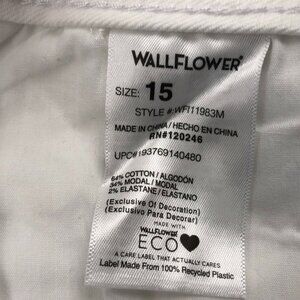 WALLFLOWER®
SIZE: 15
STYLE #:WFI11983M
MADE IN CHINA / HECHO EN CHINA
RN#120246
UPC#193769140480
64% COTTON / ALGODÓN
34% MODAL / MODAL
2% ELASTANE / ELASTANO
(Exclusive Of Decoration)
(Exclusivo Para Decorar)
MADE WITH
WALLFLOWER
ECO
A CARE LABEL THAT ACTUALLY CARES
Label Made From 100% Recycled Plastic